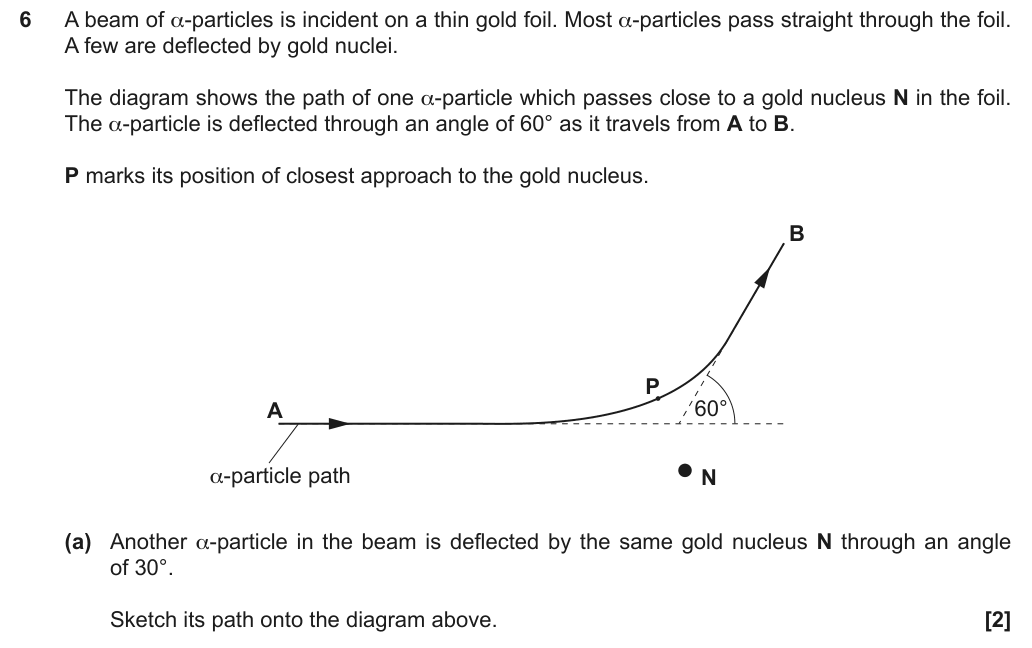 6 A beam of α-particles is incident on a thin gold foil. Most α-particles pass straight through the foil.
A few are deflected by gold nuclei.
The diagram shows the path of one α-particle which passes close to a gold nucleus N in the foil.
The α-particle is deflected through an angle of 60° as it travels from A to B.
P marks its position of closest approach to the gold nucleus.
B
P
60°
A
α-particle path
N
(a) Another α-particle in the beam is deflected by the same gold nucleus N through an angle
of 30°.
Sketch its path onto the diagram above. [2]